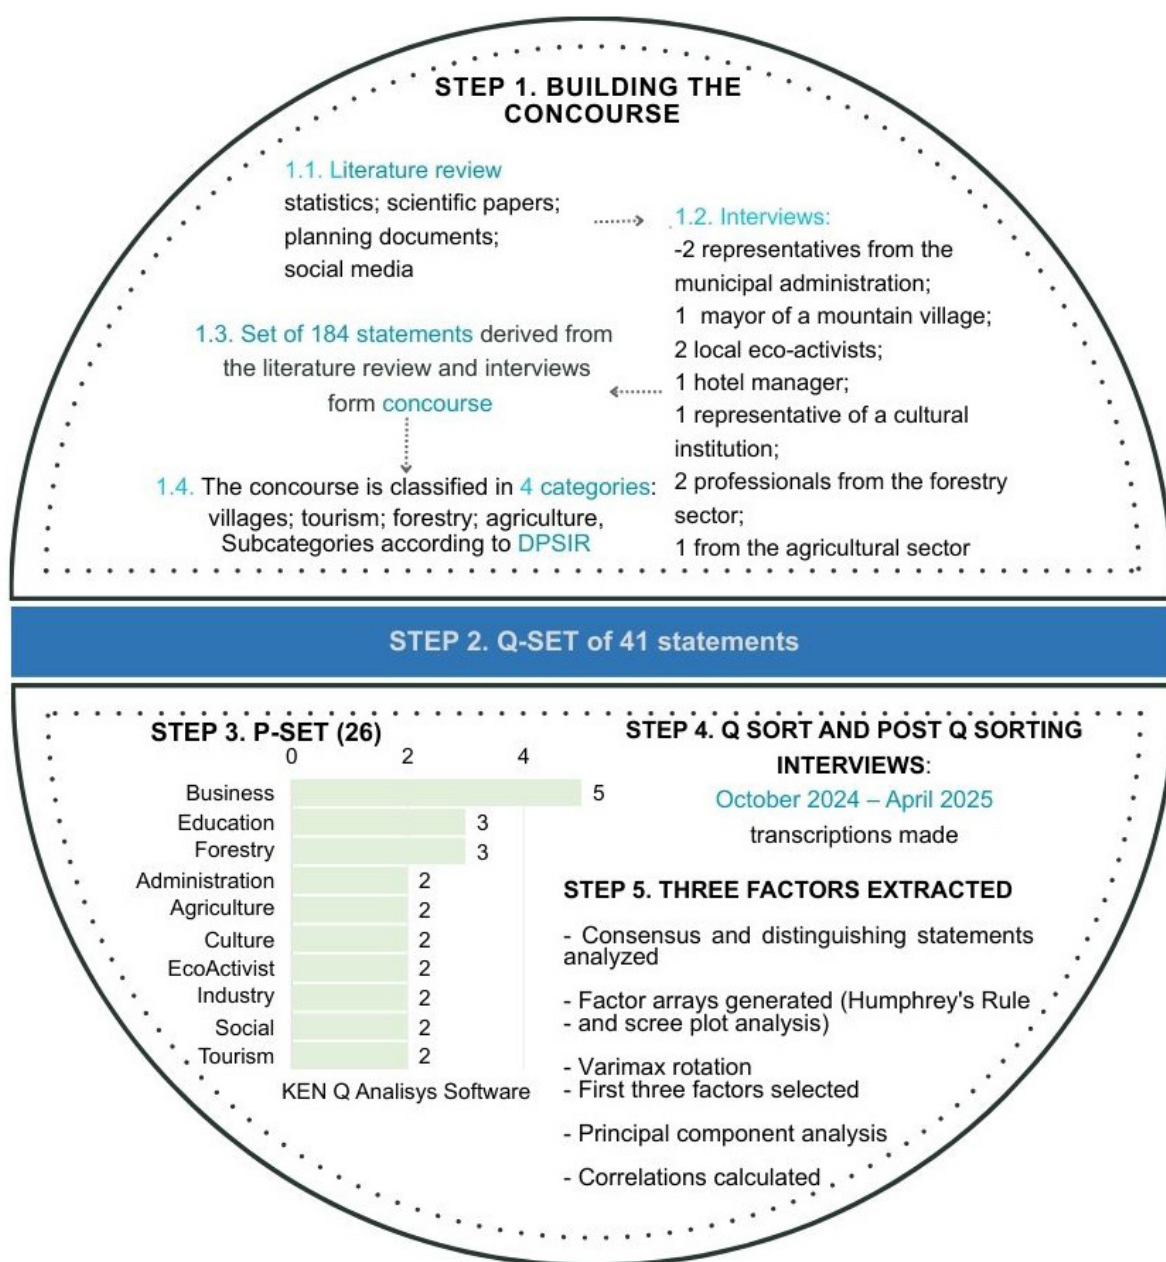 STEP 1. BUILDING THE
CONCOURSE
1.1. Literature review
statistics; scientific papers;
planning documents;
social media
1.2. Interviews:
-2 representatives from the
municipal administration;
1 mayor of a mountain village;
2 local eco-activists;
1 hotel manager;
1 representative of a cultural
institution;
2 professionals from the forestry
sector;
1 from the agricultural sector
1.3. Set of 184 statements derived from
the literature review and interviews
form concourse
1.4. The concourse is classified in 4 categories:
villages; tourism; forestry; agriculture,
Subcategories according to DPSIR
STEP 2. Q-SET of 41 statements
STEP 3. P-SET (26)
0 2 4
Business 5
Education 3
Forestry 3
Administration 2
Agriculture 2
Culture 2
EcoActivist 2
Industry 2
Social 2
Tourism 2
KEN Q Analisys Software
STEP 4. Q SORT AND POST Q SORTING
INTERVIEWS:
October 2024 – April 2025
transcriptions made
STEP 5. THREE FACTORS EXTRACTED
- Consensus and distinguishing statements
analyzed
- Factor arrays generated (Humphrey's Rule
- and scree plot analysis)
- Varimax rotation
- First three factors selected
- Principal component analysis
- Correlations calculated